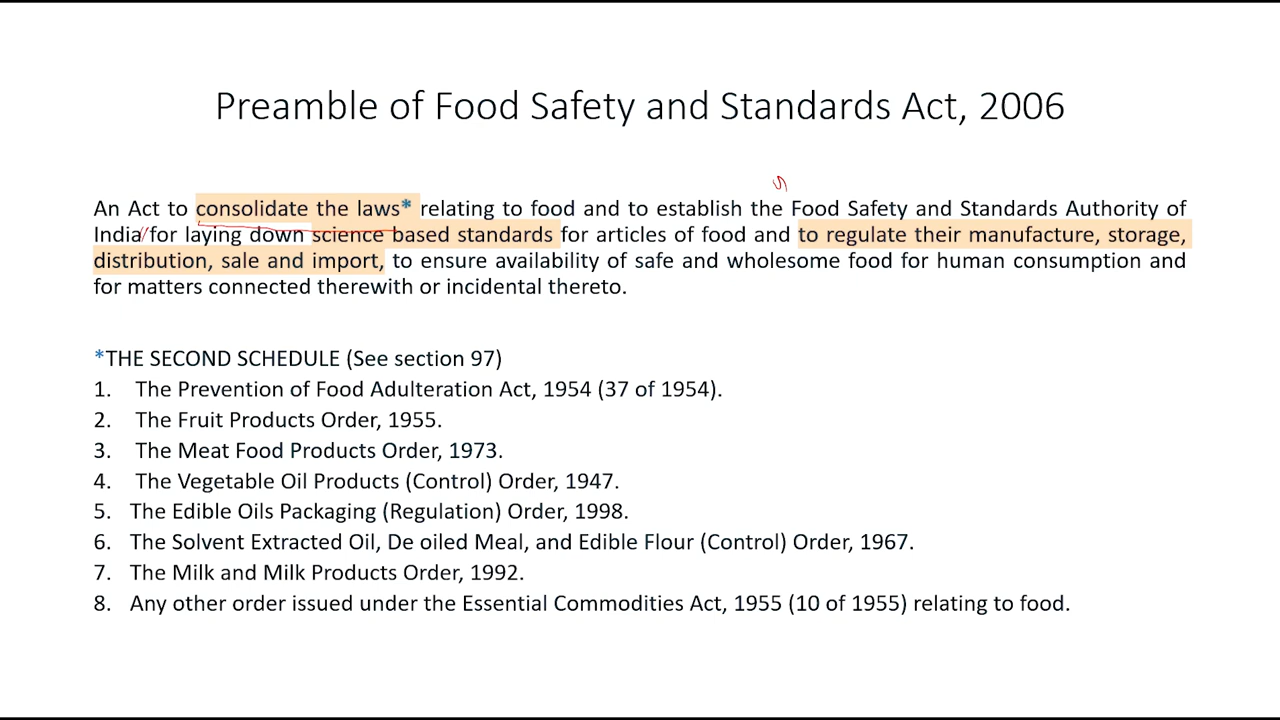 Preamble of Food Safety and Standards Act, 2006
An Act to consolidate the laws* relating to food and to establish the Food Safety and Standards Authority of
India for laying down science based standards for articles of food and to regulate their manufacture, storage,
distribution, sale and import, to ensure availability of safe and wholesome food for human consumption and
for matters connected therewith or incidental thereto.
*THE SECOND SCHEDULE (See section 97)
1. The Prevention of Food Adulteration Act, 1954 (37 of 1954).
2. The Fruit Products Order, 1955.
3. The Meat Food Products Order, 1973.
4. The Vegetable Oil Products (Control) Order, 1947.
5. The Edible Oils Packaging (Regulation) Order, 1998.
6. The Solvent Extracted Oil, De oiled Meal, and Edible Flour (Control) Order, 1967.
7. The Milk and Milk Products Order, 1992.
8. Any other order issued under the Essential Commodities Act, 1955 (10 of 1955) relating to food.